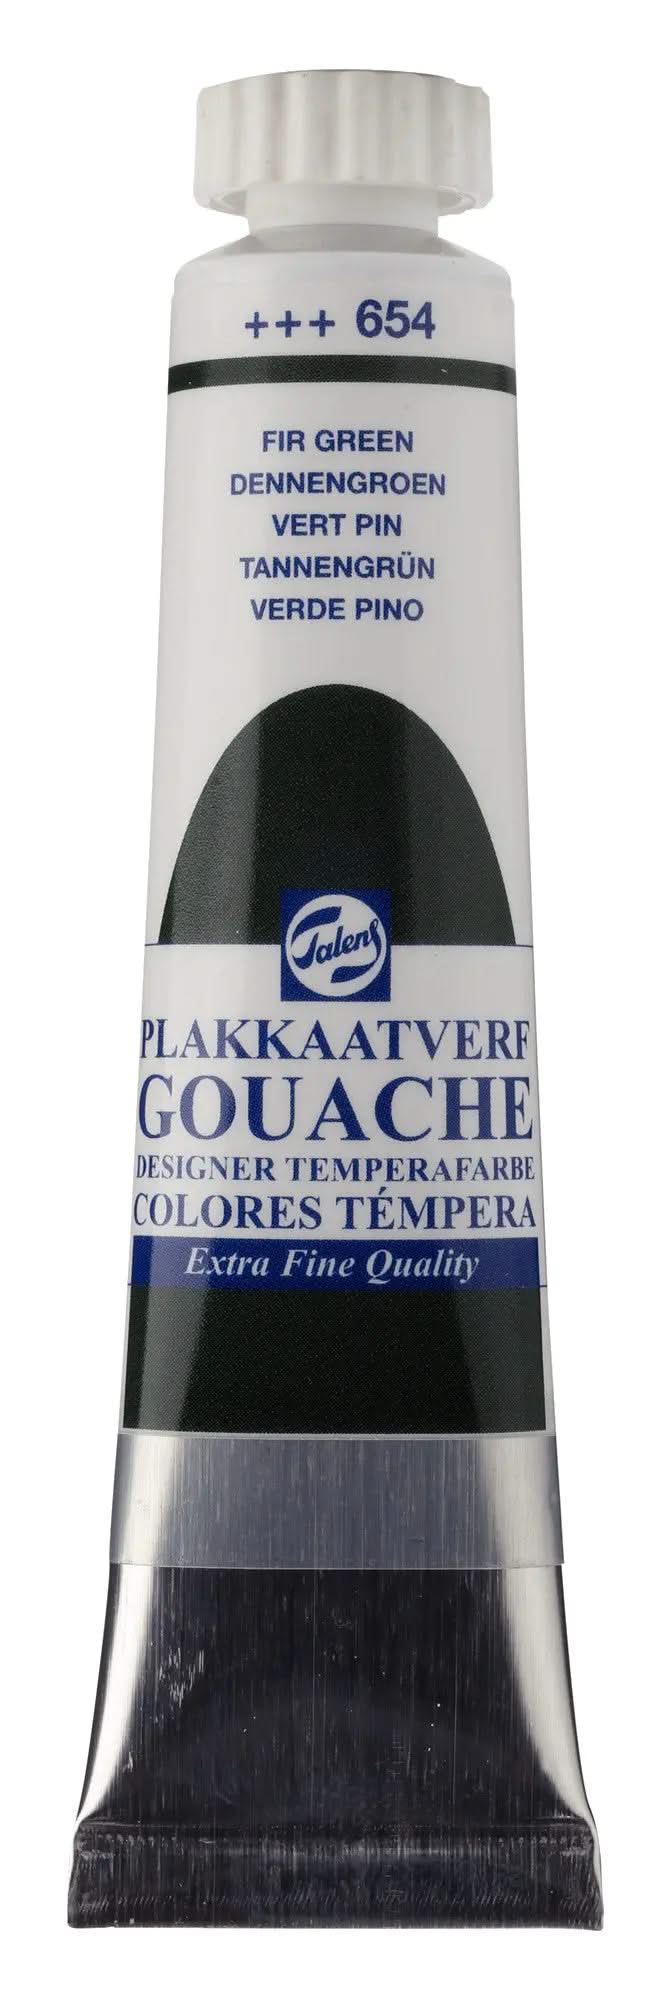 +++ 654
FIR GREEN
DENNENGROEN
VERT PIN
TANNENGRÜN
VERDE PINO
Talens
PLAKKAATVERF
GOUACHE
DESIGNER TEMPERAFARBE
COLORES TÉMPERA
Extra Fine Quality